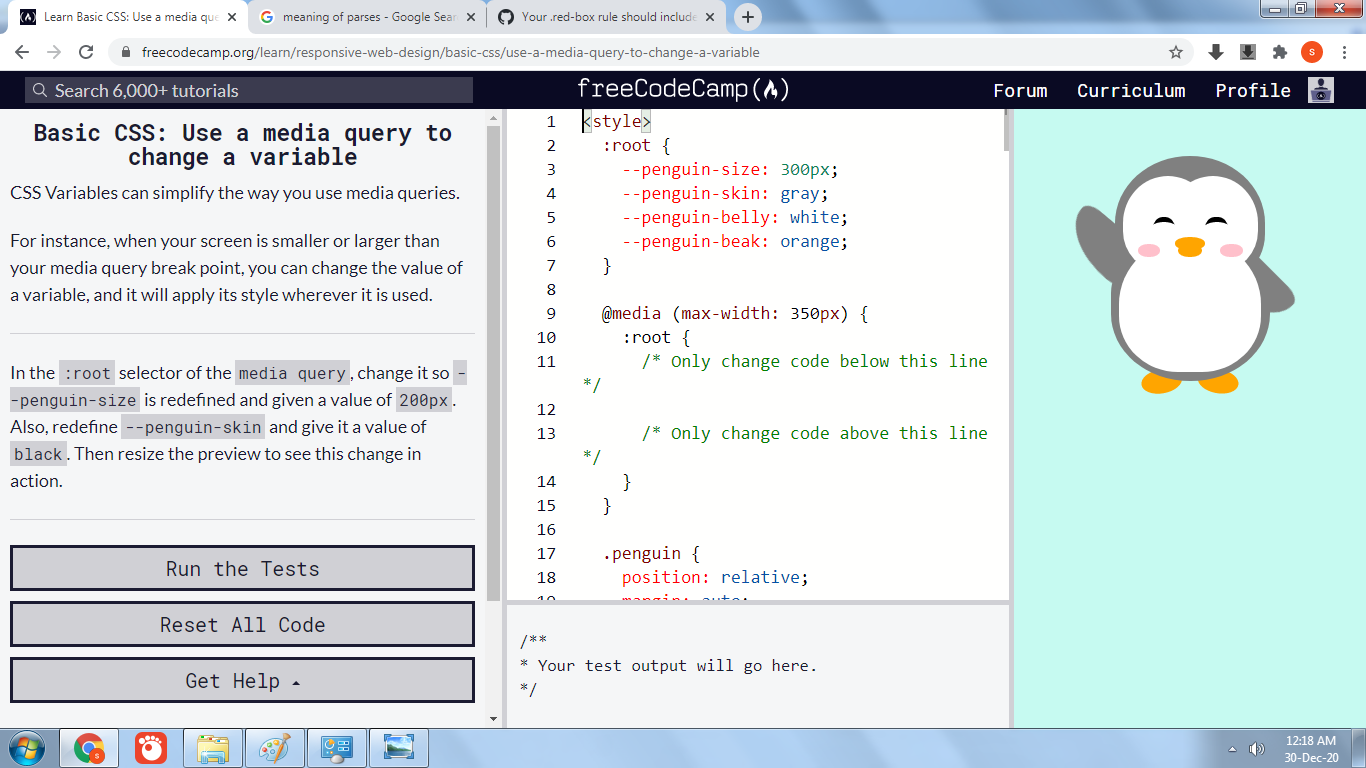 Learn Basic CSS: Use a media que
meaning of parses - Google Sear
Your .red-box rule should include
freecodecamp.org/learn/responsive-web-design/basic-css/use-a-media-query-to-change-a-variable
S
Search 6,000+ tutorials
freeCodeCamp
Forum
Curriculum
Profile
Basic CSS: Use a media query to
change a variable
CSS Variables can simplify the way you use media queries.
For instance, when your screen is smaller or larger than
your media query break point, you can change the value of
a variable, and it will apply its style wherever it is used.
In the :root selector of the media query, change it so -
-penguin-size is redefined and given a value of 200px.
Also, redefine --penguin-skin and give it a value of
black. Then resize the preview to see this change in
action.
Run the Tests
Reset All Code
Get Help
1 <style>
2 :root {
3 --penguin-size: 300px;
4 --penguin-skin: gray;
5 --penguin-belly: white;
6 --penguin-beak: orange;
7 }
8
9 @media (max-width: 350px) {
10 :root {
11 /* Only change code below this line
*/
12
13 /* Only change code above this line
*/
14 }
15 }
16
17 .penguin {
18 position: relative;
19 margin: auto;
/**
* Your test output will go here.
*/
12:18 AM
30-Dec-20